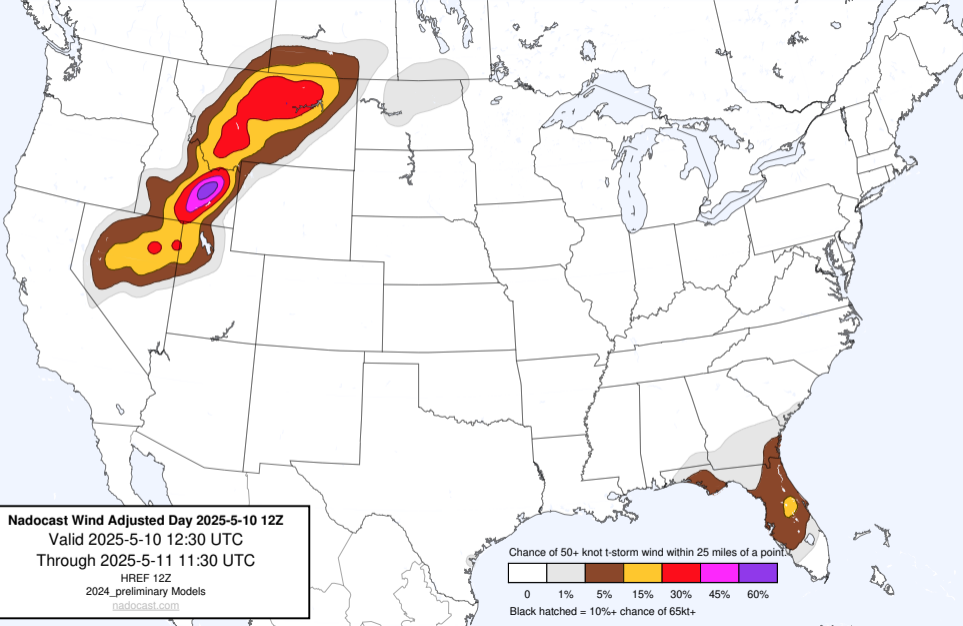 Nadocast Wind Adjusted Day 2025-5-10 12Z
Valid 2025-5-10 12:30 UTC
Through 2025-5-11 11:30 UTC
HREF 12Z
2024_preliminary Models
nadocast.com
Chance of 50+ knot t-storm wind within 25 miles of a point.
0 1% 5% 15% 30% 45% 60%
Black hatched = 10%+ chance of 65kt+